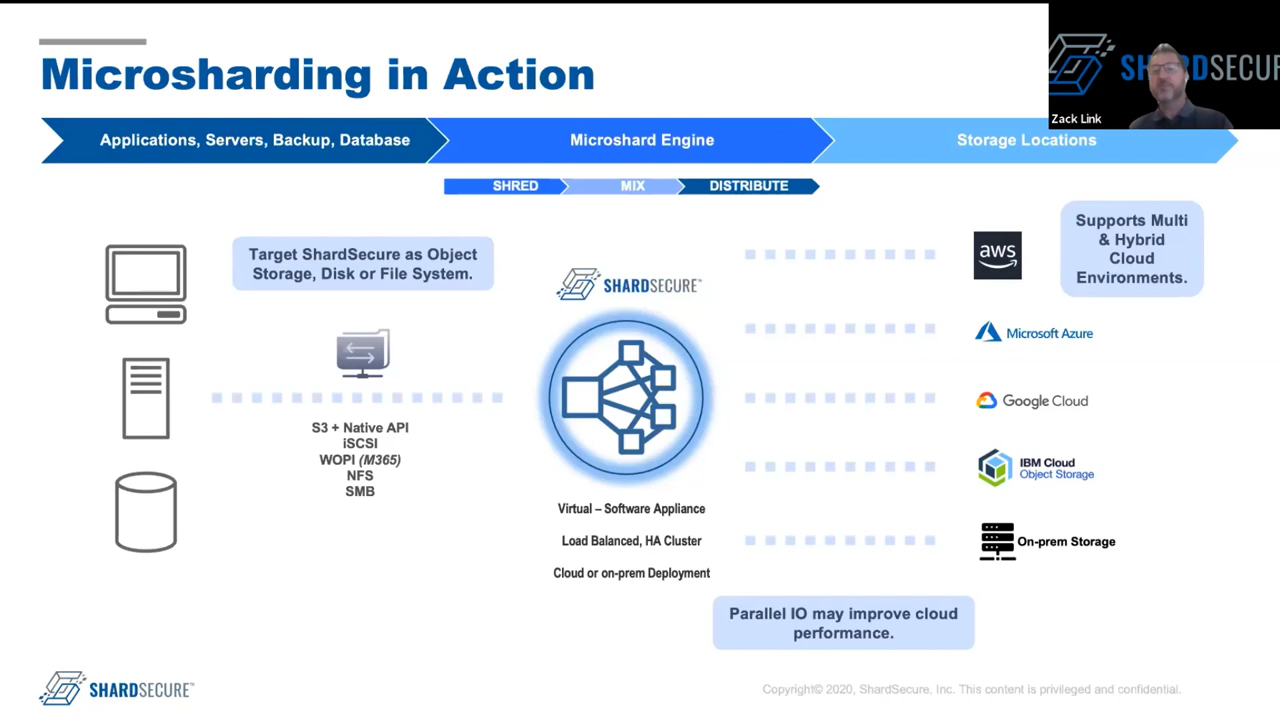 Microsharding in Action
SHARDSECURE
Zack Link
Applications, Servers, Backup, Database
Microshard Engine
Storage Locations
SHRED
MIX
DISTRIBUTE
Target ShardSecure as Object
Storage, Disk or File System.
S3 + Native API
iSCSI
WOPI (M365)
NFS
SMB
SHARDSECURE™
Virtual – Software Appliance
Load Balanced, HA Cluster
Cloud or on-prem Deployment
aws
Supports Multi
& Hybrid
Cloud
Environments.
Microsoft Azure
Google Cloud
IBM Cloud
Object Storage
On-prem Storage
Parallel IO may improve cloud
performance.
SHARDSECURE™
Copyright© 2020, ShardSecure, Inc. This content is privileged and confidential.